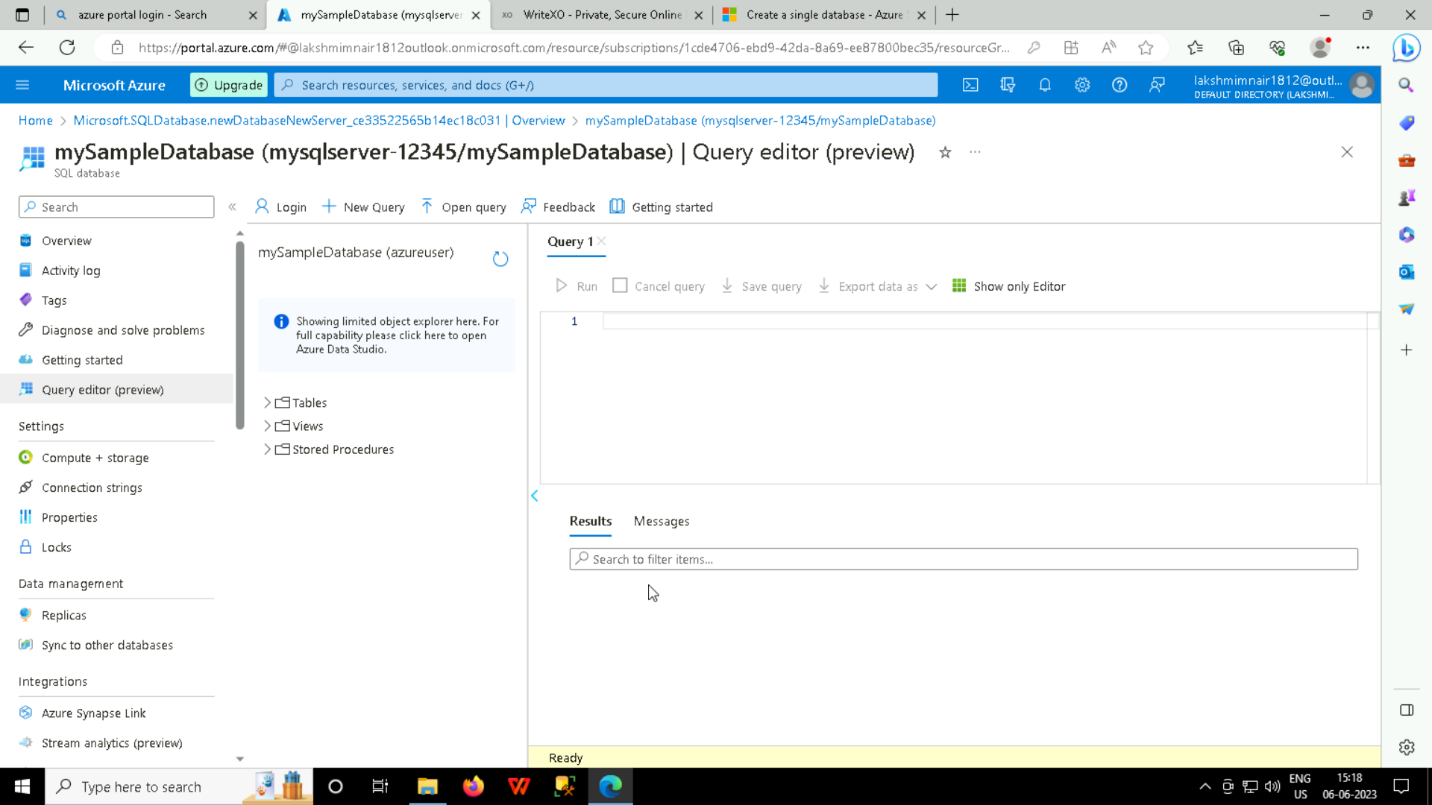 azure portal login - Search
mySampleDatabase (mysqlserver
WriteXO - Private, Secure Online
Create a single database - Azure
https://portal.azure.com/#@lakshmimnair1812outlook.onmicrosoft.com/resource/subscriptions/1cde4706-ebd9-42da-8a69-ee87800bec35/resourceGr...
Microsoft Azure
Upgrade
Search resources, services, and docs (G+/)
lakshmimnair1812@outl...
DEFAULT DIRECTORY (LAKSHMI...
Home > Microsoft.SQLDatabase.newDatabaseNewServer_ce33522565b14ec18c031 | Overview > mySampleDatabase (mysqlserver-12345/mySampleDatabase)
mySampleDatabase (mysqlserver-12345/mySampleDatabase) | Query editor (preview)
SQL database
Search
Login
New Query
Open query
Feedback
Getting started
Overview
Activity log
Tags
Diagnose and solve problems
Getting started
Query editor (preview)
Settings
Compute + storage
Connection strings
Properties
Locks
Data management
Replicas
Sync to other databases
Integrations
Azure Synapse Link
Stream analytics (preview)
mySampleDatabase (azureuser)
Showing limited object explorer here. For
full capability please click here to open
Azure Data Studio.
Tables
Views
Stored Procedures
Query 1
Run
Cancel query
Save query
Export data as
Show only Editor
1
Results
Messages
Search to filter items...
Ready
Type here to search
ENG
US
15:18
06-06-2023